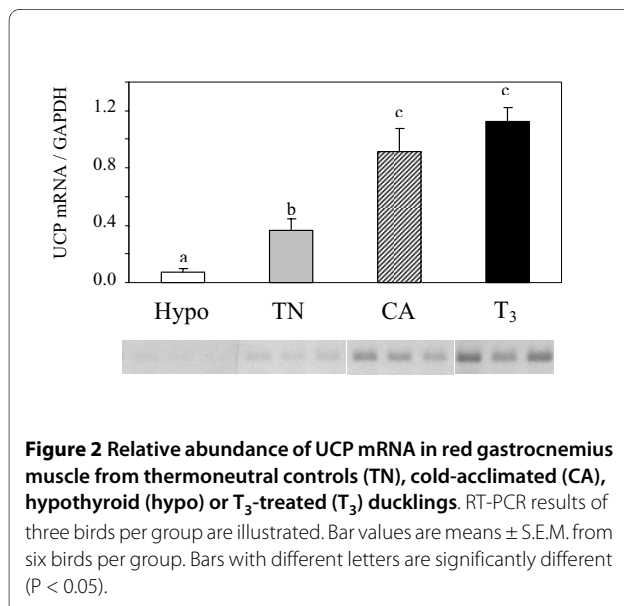 1.2
0.8
0.4
0.0
UCP mRNA / GAPDH
a
b
c
c
Hypo TN CA T₃
Figure 2 Relative abundance of UCP mRNA in red gastrocnemius
muscle from thermoneutral controls (TN), cold-acclimated (CA),
hypothyroid (hypo) or T₃-treated (T₃) ducklings. RT-PCR results of
three birds per group are illustrated. Bar values are means ± S.E.M. from
six birds per group. Bars with different letters are significantly different
(P < 0.05).